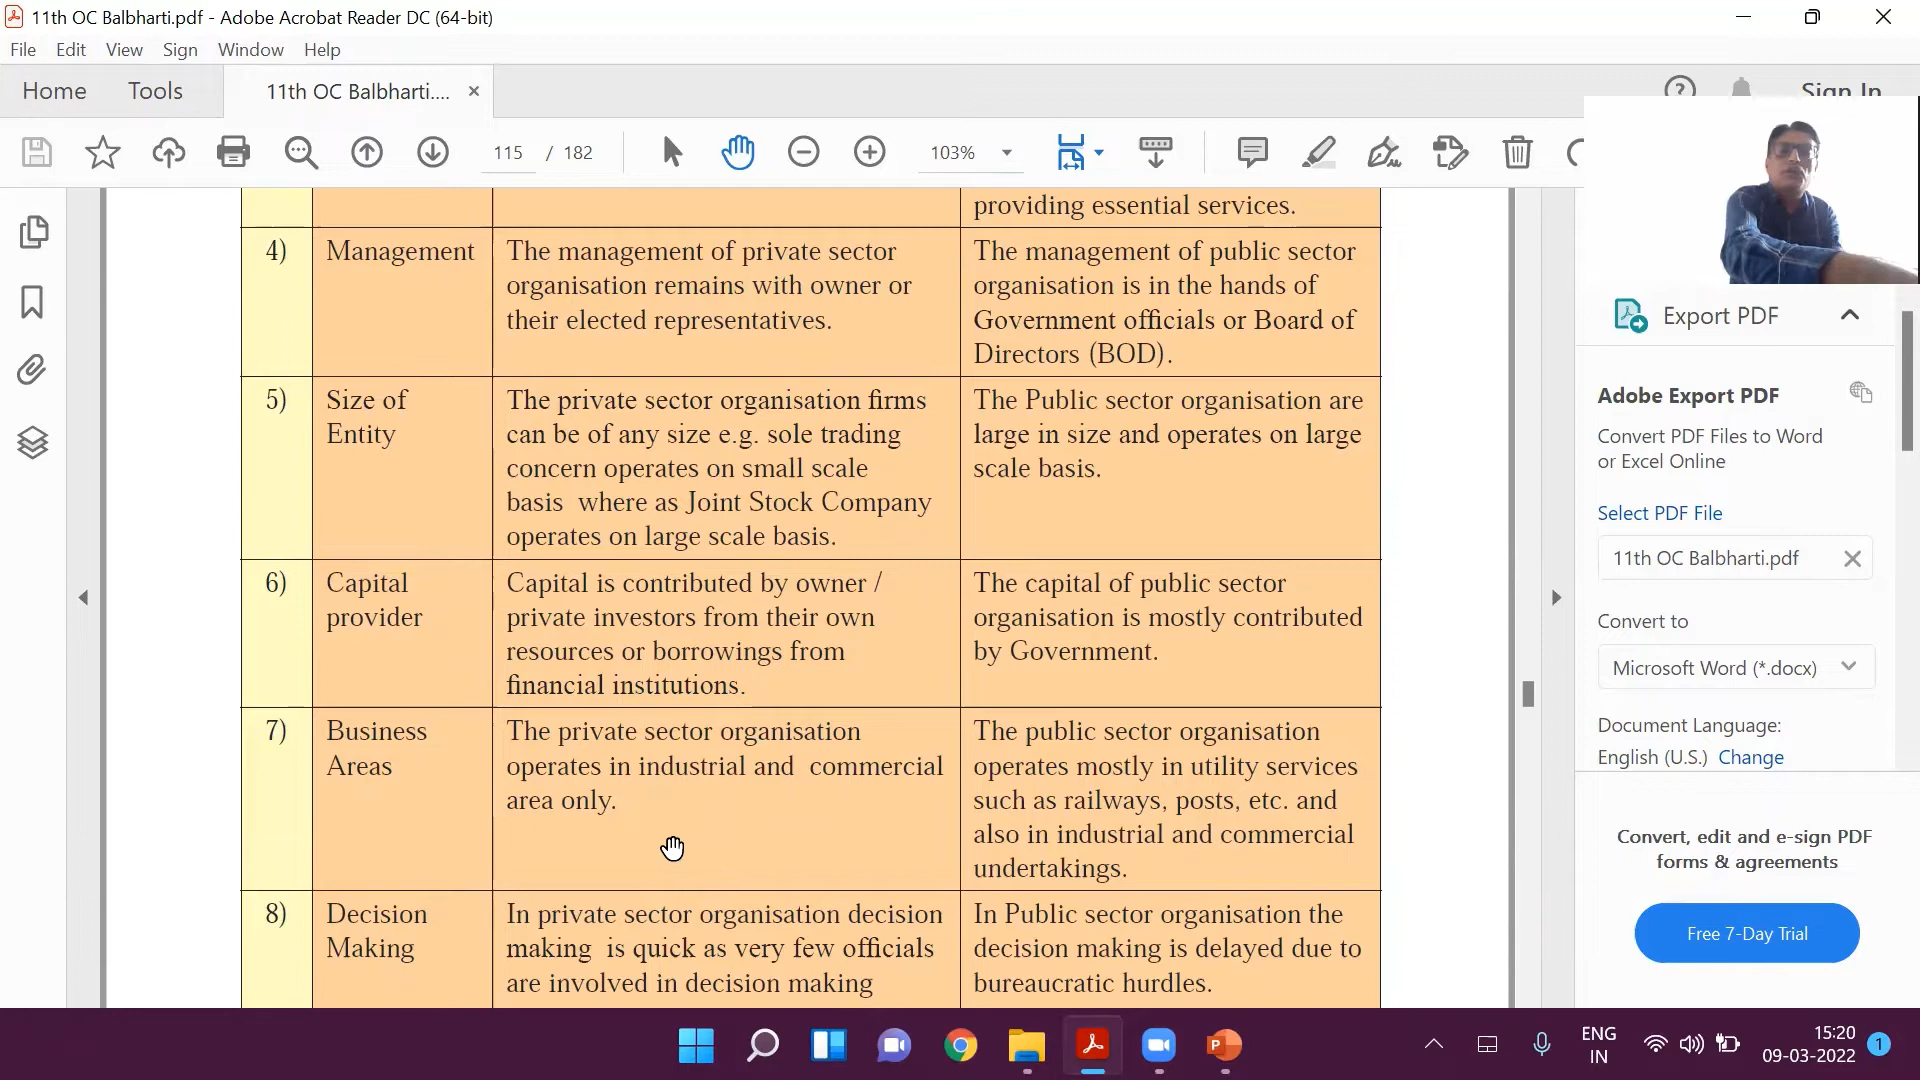 11th OC Balbharti.pdf - Adobe Acrobat Reader DC (64-bit)
File Edit View Sign Window Help
Home Tools 11th OC Balbharti.... × Sign In
115 / 182 103%
providing essential services.
4) Management
The management of private sector
organisation remains with owner or
their elected representatives.
The management of public sector
organisation is in the hands of
Government officials or Board of
Directors (BOD).
5) Size of
Entity
The private sector organisation firms
can be of any size e.g. sole trading
concern operates on small scale
basis where as Joint Stock Company
operates on large scale basis.
The Public sector organisation are
large in size and operates on large
scale basis.
6) Capital
provider
Capital is contributed by owner /
private investors from their own
resources or borrowings from
financial institutions.
The capital of public sector
organisation is mostly contributed
by Government.
7) Business
Areas
The private sector organisation
operates in industrial and commercial
area only.
The public sector organisation
operates mostly in utility services
such as railways, posts, etc. and
also in industrial and commercial
undertakings.
8) Decision
Making
In private sector organisation decision
making is quick as very few officials
are involved in decision making
In Public sector organisation the
decision making is delayed due to
bureaucratic hurdles.
Export PDF
Adobe Export PDF
Convert PDF Files to Word
or Excel Online
Select PDF File
11th OC Balbharti.pdf
Convert to
Microsoft Word (*.docx)
Document Language:
English (U.S.) Change
Convert, edit and e-sign PDF
forms & agreements
Free 7-Day Trial
ENG
IN
15:20
09-03-2022
1